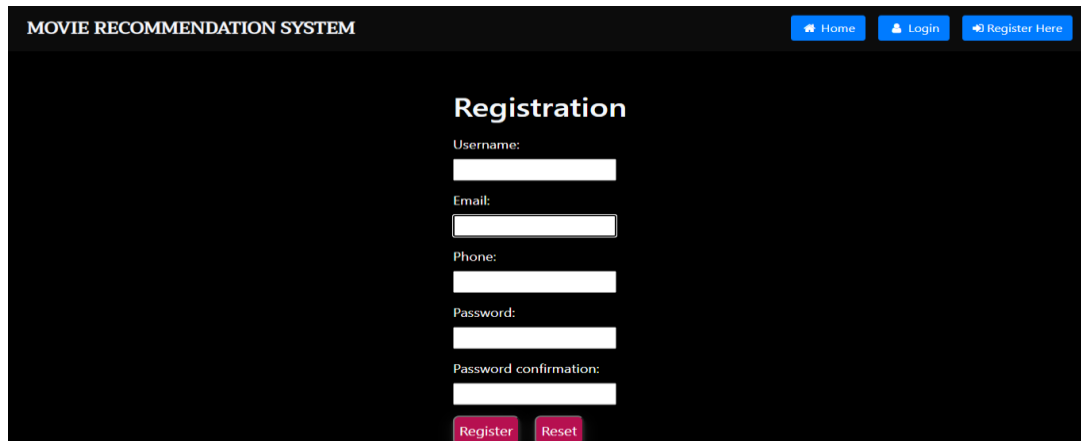 MOVIE RECOMMENDATION SYSTEM Home Login Register Here
Registration
Username:
Email:
Phone:
Password:
Password confirmation:
Register Reset